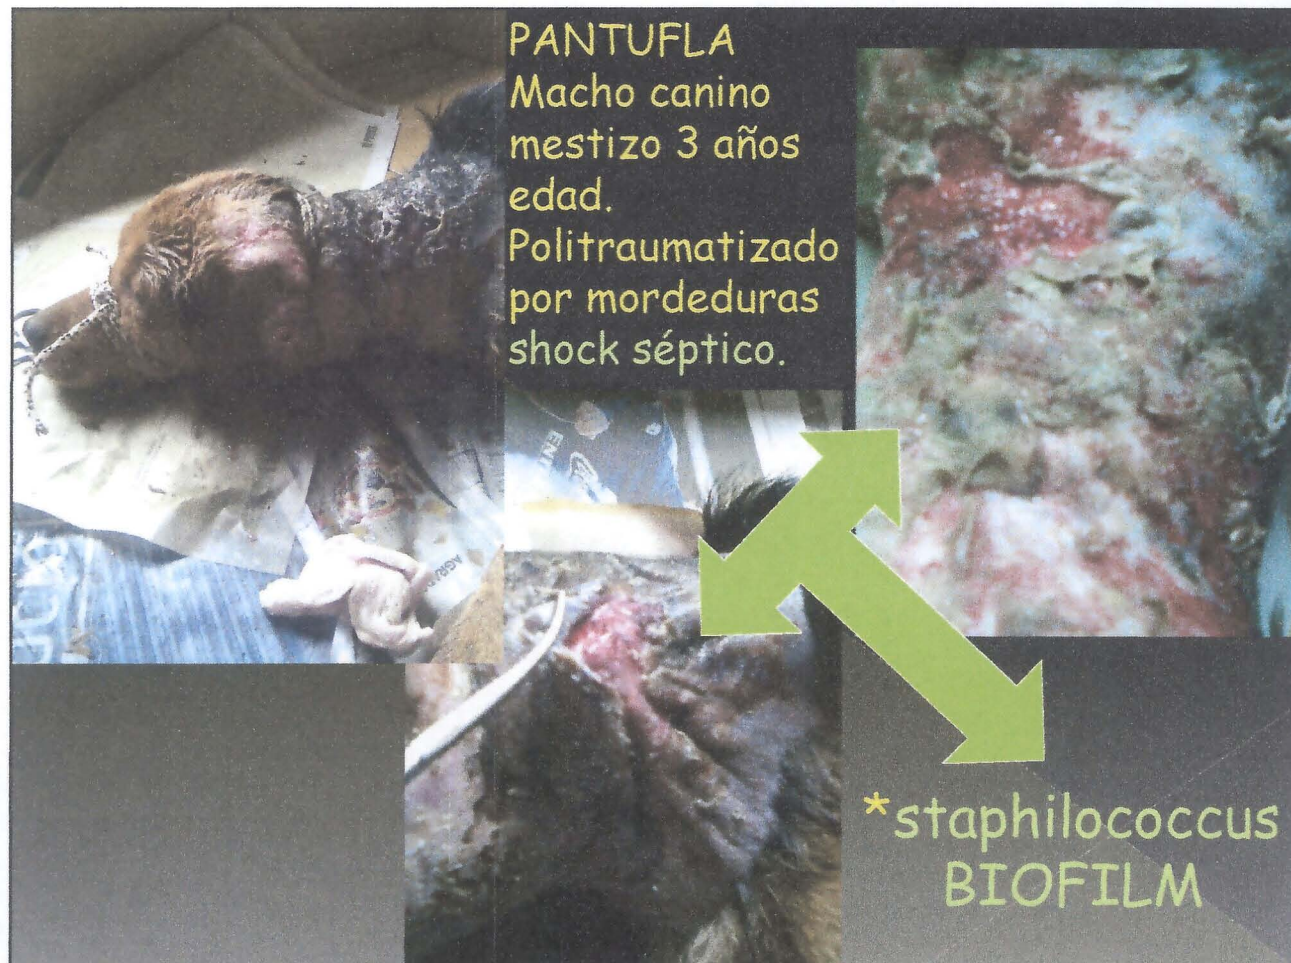 PANTUFLA
Macho canino
mestizo 3 años
edad.
Politraumatizado
por mordeduras
shock séptico.
*staphilococcus
BIOFILM